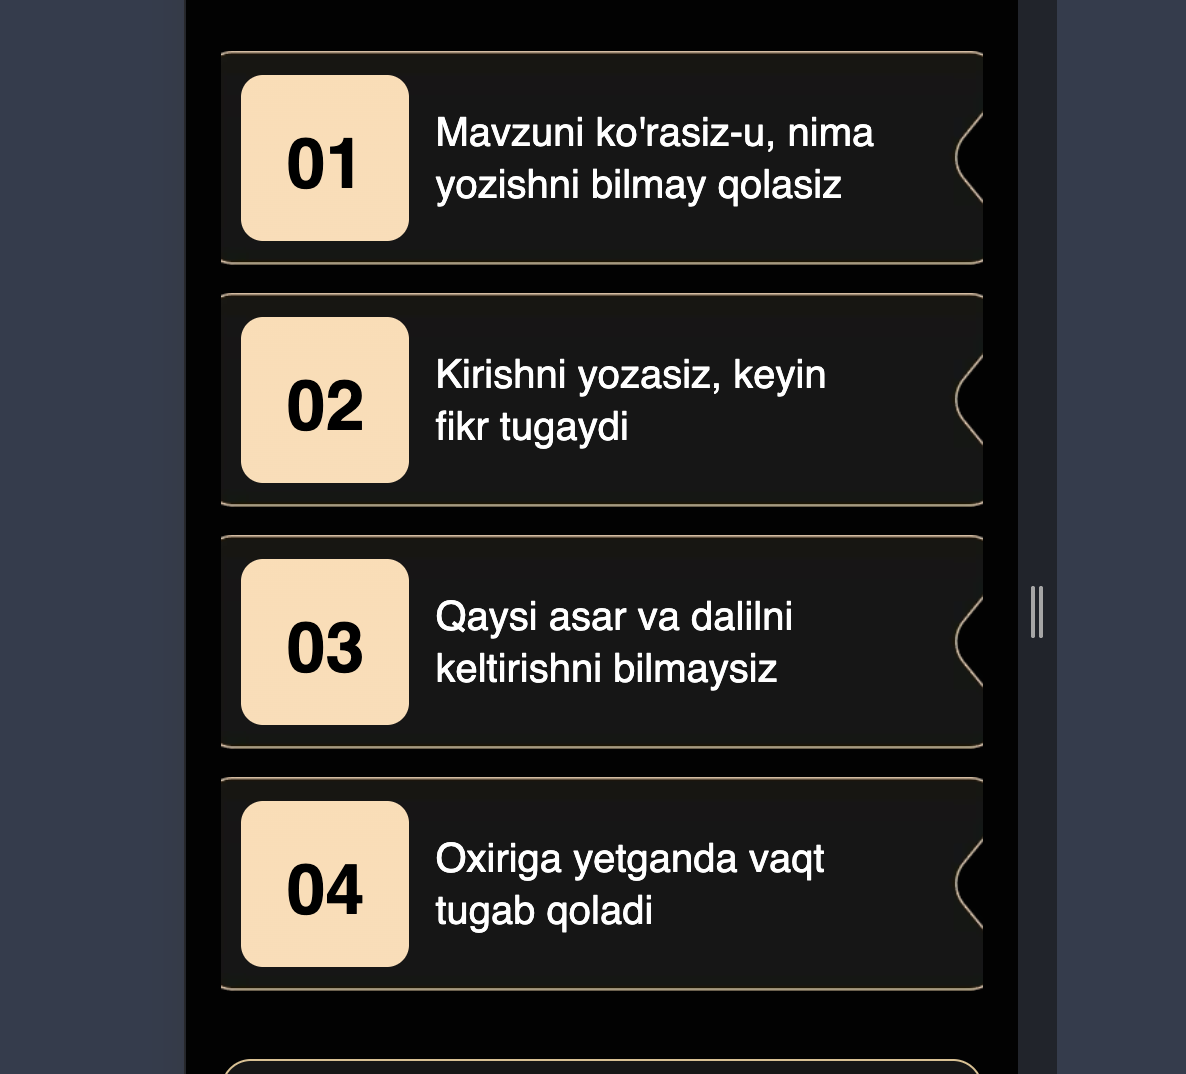 01
Mavzuni ko'rasiz-u, nima
yozishni bilmay qolasiz
02
Kirishni yozasiz, keyin
fikr tugaydi
03
Qaysi asar va dalilni
keltirishni bilmaysiz
04
Oxiriga yetganda vaqt
tugab qoladi